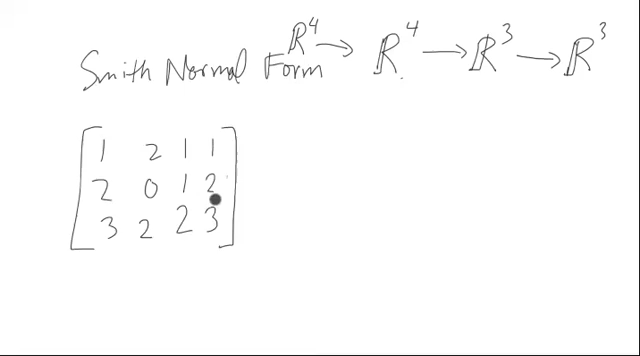 Smith Normal Form ℝ⁴ → ℝ⁴ → ℝ³ → ℝ³
1 2 1 1
2 0 1 2
3 2 2 3